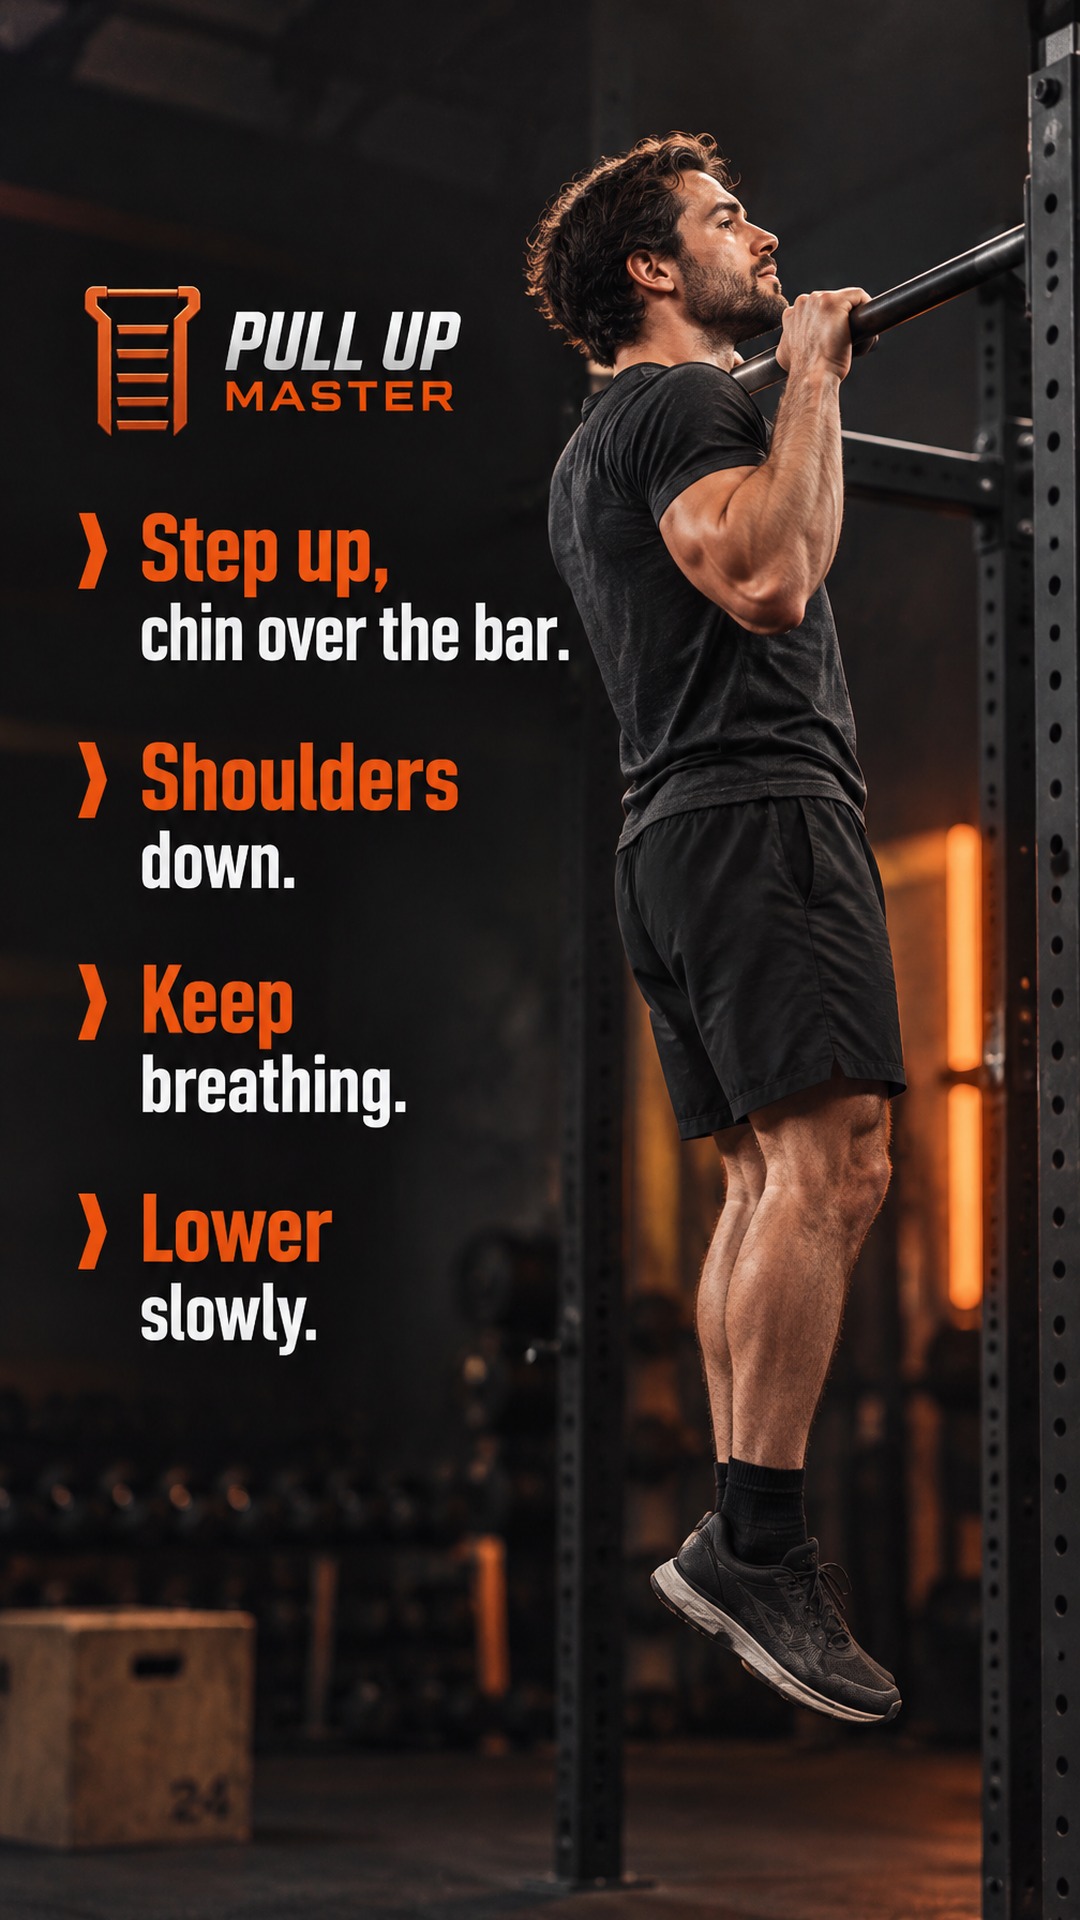 PULL UP
MASTER
Step up,
chin over the bar.
Shoulders
down.
Keep
breathing.
Lower
slowly.
24